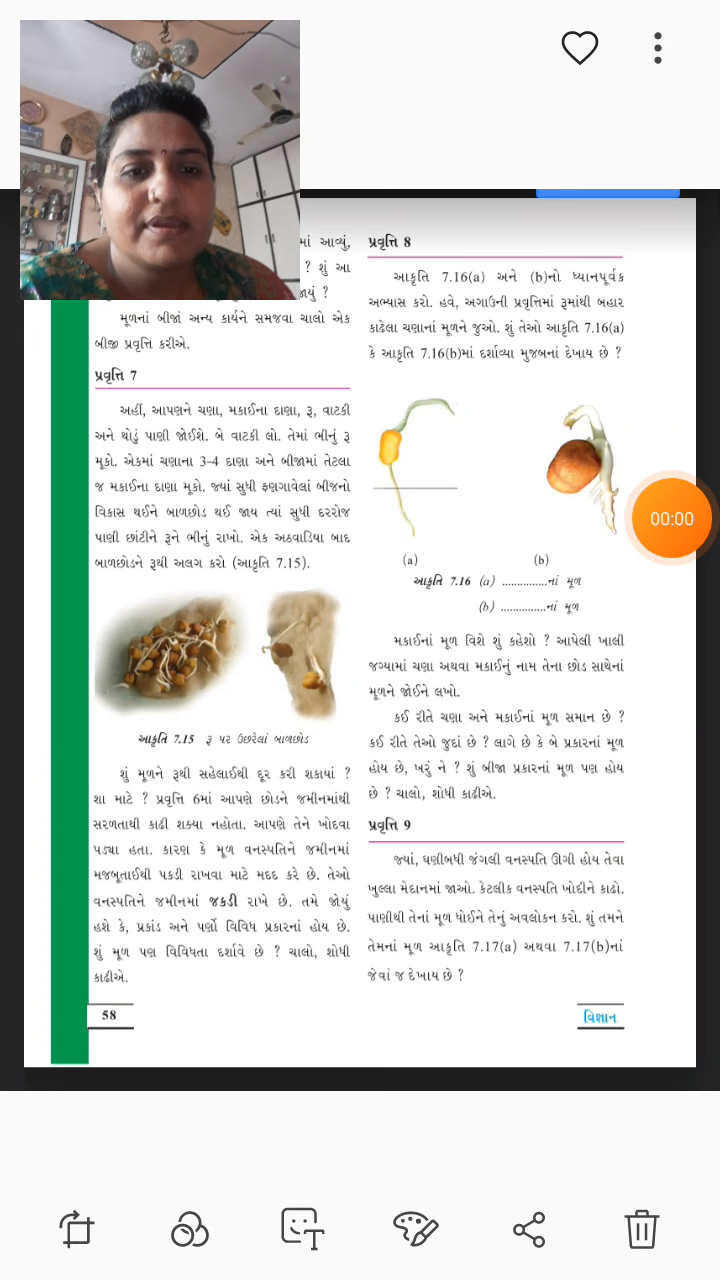 માં આવ્યું,
? શું આ
યું ?
મૂળનાં બીજાં અન્ય કાર્યને સમજવા ચાલો એક
બીજી પ્રવૃત્તિ કરીએ.
પ્રવૃત્તિ 7
અહીં, આપણને ચણા, મકાઈના દાણા, રૂ, વાટકી
અને થોડું પાણી જોઈશે. બે વાટકી લો. તેમાં ભીનું રૂ
મૂકો. એકમાં ચણાના 3-4 દાણા અને બીજામાં તેટલા
જ મકાઈના દાણા મૂકો. જ્યાં સુધી ફણગાવેલાં બીજનો
વિકાસ થઈને બાળછોડ થઈ જાય ત્યાં સુધી દરરોજ
પાણી છાંટીને રૂને ભીનું રાખો. એક અઠવાડિયા બાદ
બાળછોડને રૂથી અલગ કરો (આકૃતિ 7.15).
આકૃતિ 7.15 રૂ પર ઉછરેલાં બાળછોડ
શું મૂળને રૂથી સહેલાઈથી દૂર કરી શકાયાં ?
શા માટે ? પ્રવૃત્તિ 6માં આપણે છોડને જમીનમાંથી
સરળતાથી કાઢી શક્યા નહોતા. આપણે તેને ખોદવા
પડ્યા હતા. કારણ કે મૂળ વનસ્પતિને જમીનમાં
મજબૂતાઈથી પકડી રાખવા માટે મદદ કરે છે. તેઓ
વનસ્પતિને જમીનમાં જકડી રાખે છે. તમે જોયું
હશે કે, પ્રકાંડ અને પર્ણો વિવિધ પ્રકારનાં હોય છે.
શું મૂળ પણ વિવિધતા દર્શાવે છે ? ચાલો, શોધી
કાઢીએ.
58
પ્રવૃત્તિ 8
આકૃતિ 7.16(a) અને (b)નો ધ્યાનપૂર્વક
અભ્યાસ કરો. હવે, અગાઉની પ્રવૃત્તિમાં રૂમાંથી બહાર
કાઢેલા ચણાનાં મૂળને જુઓ. શું તેઓ આકૃતિ 7.16(a)
કે આકૃતિ 7.16(b)માં દર્શાવ્યા મુજબનાં દેખાય છે ?
(a) (b)
આકૃતિ 7.16 (a) ...............નાં મૂળ
(b) ...............નાં મૂળ
મકાઈનાં મૂળ વિશે શું કહેશો ? આપેલી ખાલી
જગ્યામાં ચણા અથવા મકાઈનું નામ તેના છોડ સાથેનાં
મૂળને જોઈને લખો.
કઈ રીતે ચણા અને મકાઈનાં મૂળ સમાન છે ?
કઈ રીતે તેઓ જુદાં છે ? લાગે છે કે બે પ્રકારનાં મૂળ
હોય છે, ખરું ને ? શું બીજા પ્રકારનાં મૂળ પણ હોય
છે ? ચાલો, શોધી કાઢીએ.
પ્રવૃત્તિ 9
જ્યાં, ઘણીબધી જંગલી વનસ્પતિ ઊગી હોય તેવા
ખુલ્લા મેદાનમાં જાઓ. કેટલીક વનસ્પતિ ખોદીને કાઢો.
પાણીથી તેનાં મૂળ ધોઈને તેનું અવલોકન કરો. શું તમને
તેમનાં મૂળ આકૃતિ 7.17(a) અથવા 7.17(b)નાં
જેવાં જ દેખાય છે ?
વિજ્ઞાન
00:00
T